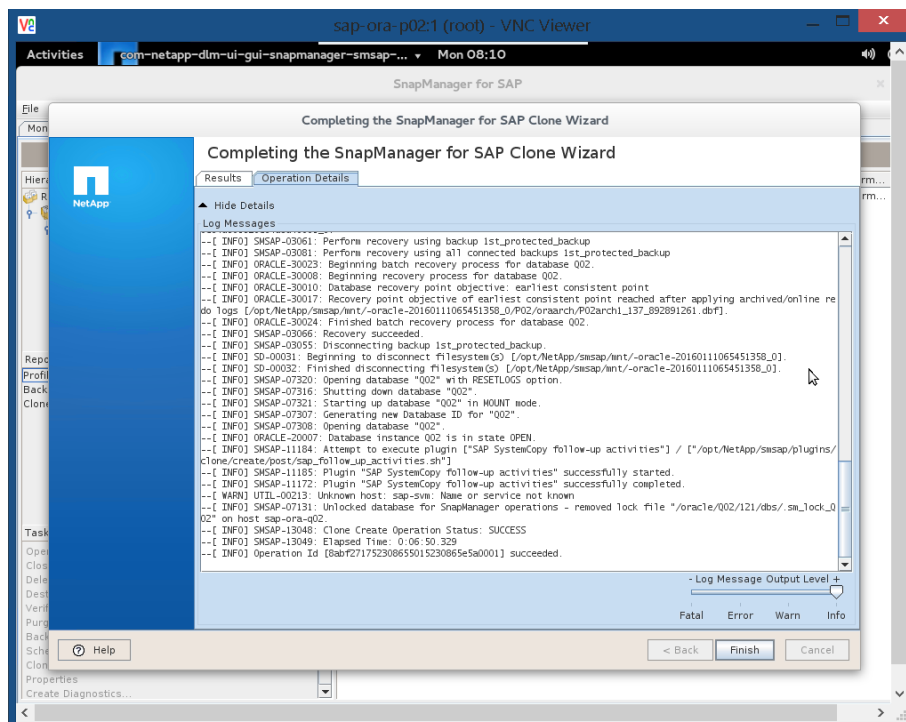 sap-ora-p02:1 (root) - VNC Viewer
Activities com-netapp-dlm-ui-gui-snapmanager-smsap-... Mon 08:10
SnapManager for SAP
File
Completing the SnapManager for SAP Clone Wizard
Mon
Completing the SnapManager for SAP Clone Wizard
Results Operation Details
Hiera
rm...
R
rm...
NetApp
Hide Details
Log Messages
--[ INFO] SMSAP-03061: Perform recovery using backup 1st_protected_backup
--[ INFO] SMSAP-03081: Perform recovery using all connected backups 1st_protected_backup
--[ INFO] ORACLE-30023: Beginning batch recovery process for database Q02.
--[ INFO] ORACLE-30008: Beginning recovery process for database Q02.
--[ INFO] ORACLE-30010: Database recovery point objective: earliest consistent point
--[ INFO] ORACLE-30017: Recovery point objective of earliest consistent point reached after applying archived/online re
do logs [/opt/NetApp/smsap/mnt/-oracle-20160111065451358_0/P02/oraarch/P02arch1_137_892891261.dbf].
--[ INFO] ORACLE-30024: Finished batch recovery process for database Q02.
--[ INFO] SMSAP-03066: Recovery succeeded.
--[ INFO] SMSAP-03055: Disconnecting backup 1st_protected_backup.
--[ INFO] SD-00031: Beginning to disconnect filesystem(s) [/opt/NetApp/smsap/mnt/-oracle-20160111065451358_0].
--[ INFO] SD-00032: Finished disconnecting filesystem(s) [/opt/NetApp/smsap/mnt/-oracle-20160111065451358_0].
--[ INFO] SMSAP-07320: Opening database "Q02" with RESETLOGS option.
--[ INFO] SMSAP-07316: Shutting down database "Q02".
--[ INFO] SMSAP-07321: Starting up database "Q02" in MOUNT mode.
--[ INFO] SMSAP-07307: Generating new Database ID for "Q02".
--[ INFO] SMSAP-07308: Opening database "Q02".
--[ INFO] ORACLE-20007: Database instance Q02 is in state OPEN.
--[ INFO] SMSAP-11184: Attempt to execute plugin ["SAP SystemCopy follow-up activities"] / ["/opt/NetApp/smsap/plugins/
clone/create/post/sap_follow_up_activities.sh"]
--[ INFO] SMSAP-11185: Plugin "SAP SystemCopy follow-up activities" successfully started.
--[ INFO] SMSAP-11172: Plugin "SAP SystemCopy follow-up activities" successfully completed.
--[ WARN] UTIL-00213: Unknown host: sap-svm: Name or service not known
--[ INFO] SMSAP-07131: Unlocked database for SnapManager operations - removed lock file "/oracle/Q02/121/dbs/.sm_lock_Q
02" on host sap-ora-q02.
--[ INFO] SMSAP-13048: Clone Create Operation Status: SUCCESS
--[ INFO] SMSAP-13049: Elapsed Time: 0:06:50.329
--[ INFO] Operation Id [8abf27175230865501523086e5e5a0001] succeeded.
Repo
Profil
Back
Clone
Task
Oper
Clos
Dele
Dest
Verif
Purg
Back
Sche
Clon
Properties
Create Diagnostics...
- Log Message Output Level +
Fatal Error Warn Info
Help
< Back Finish Cancel